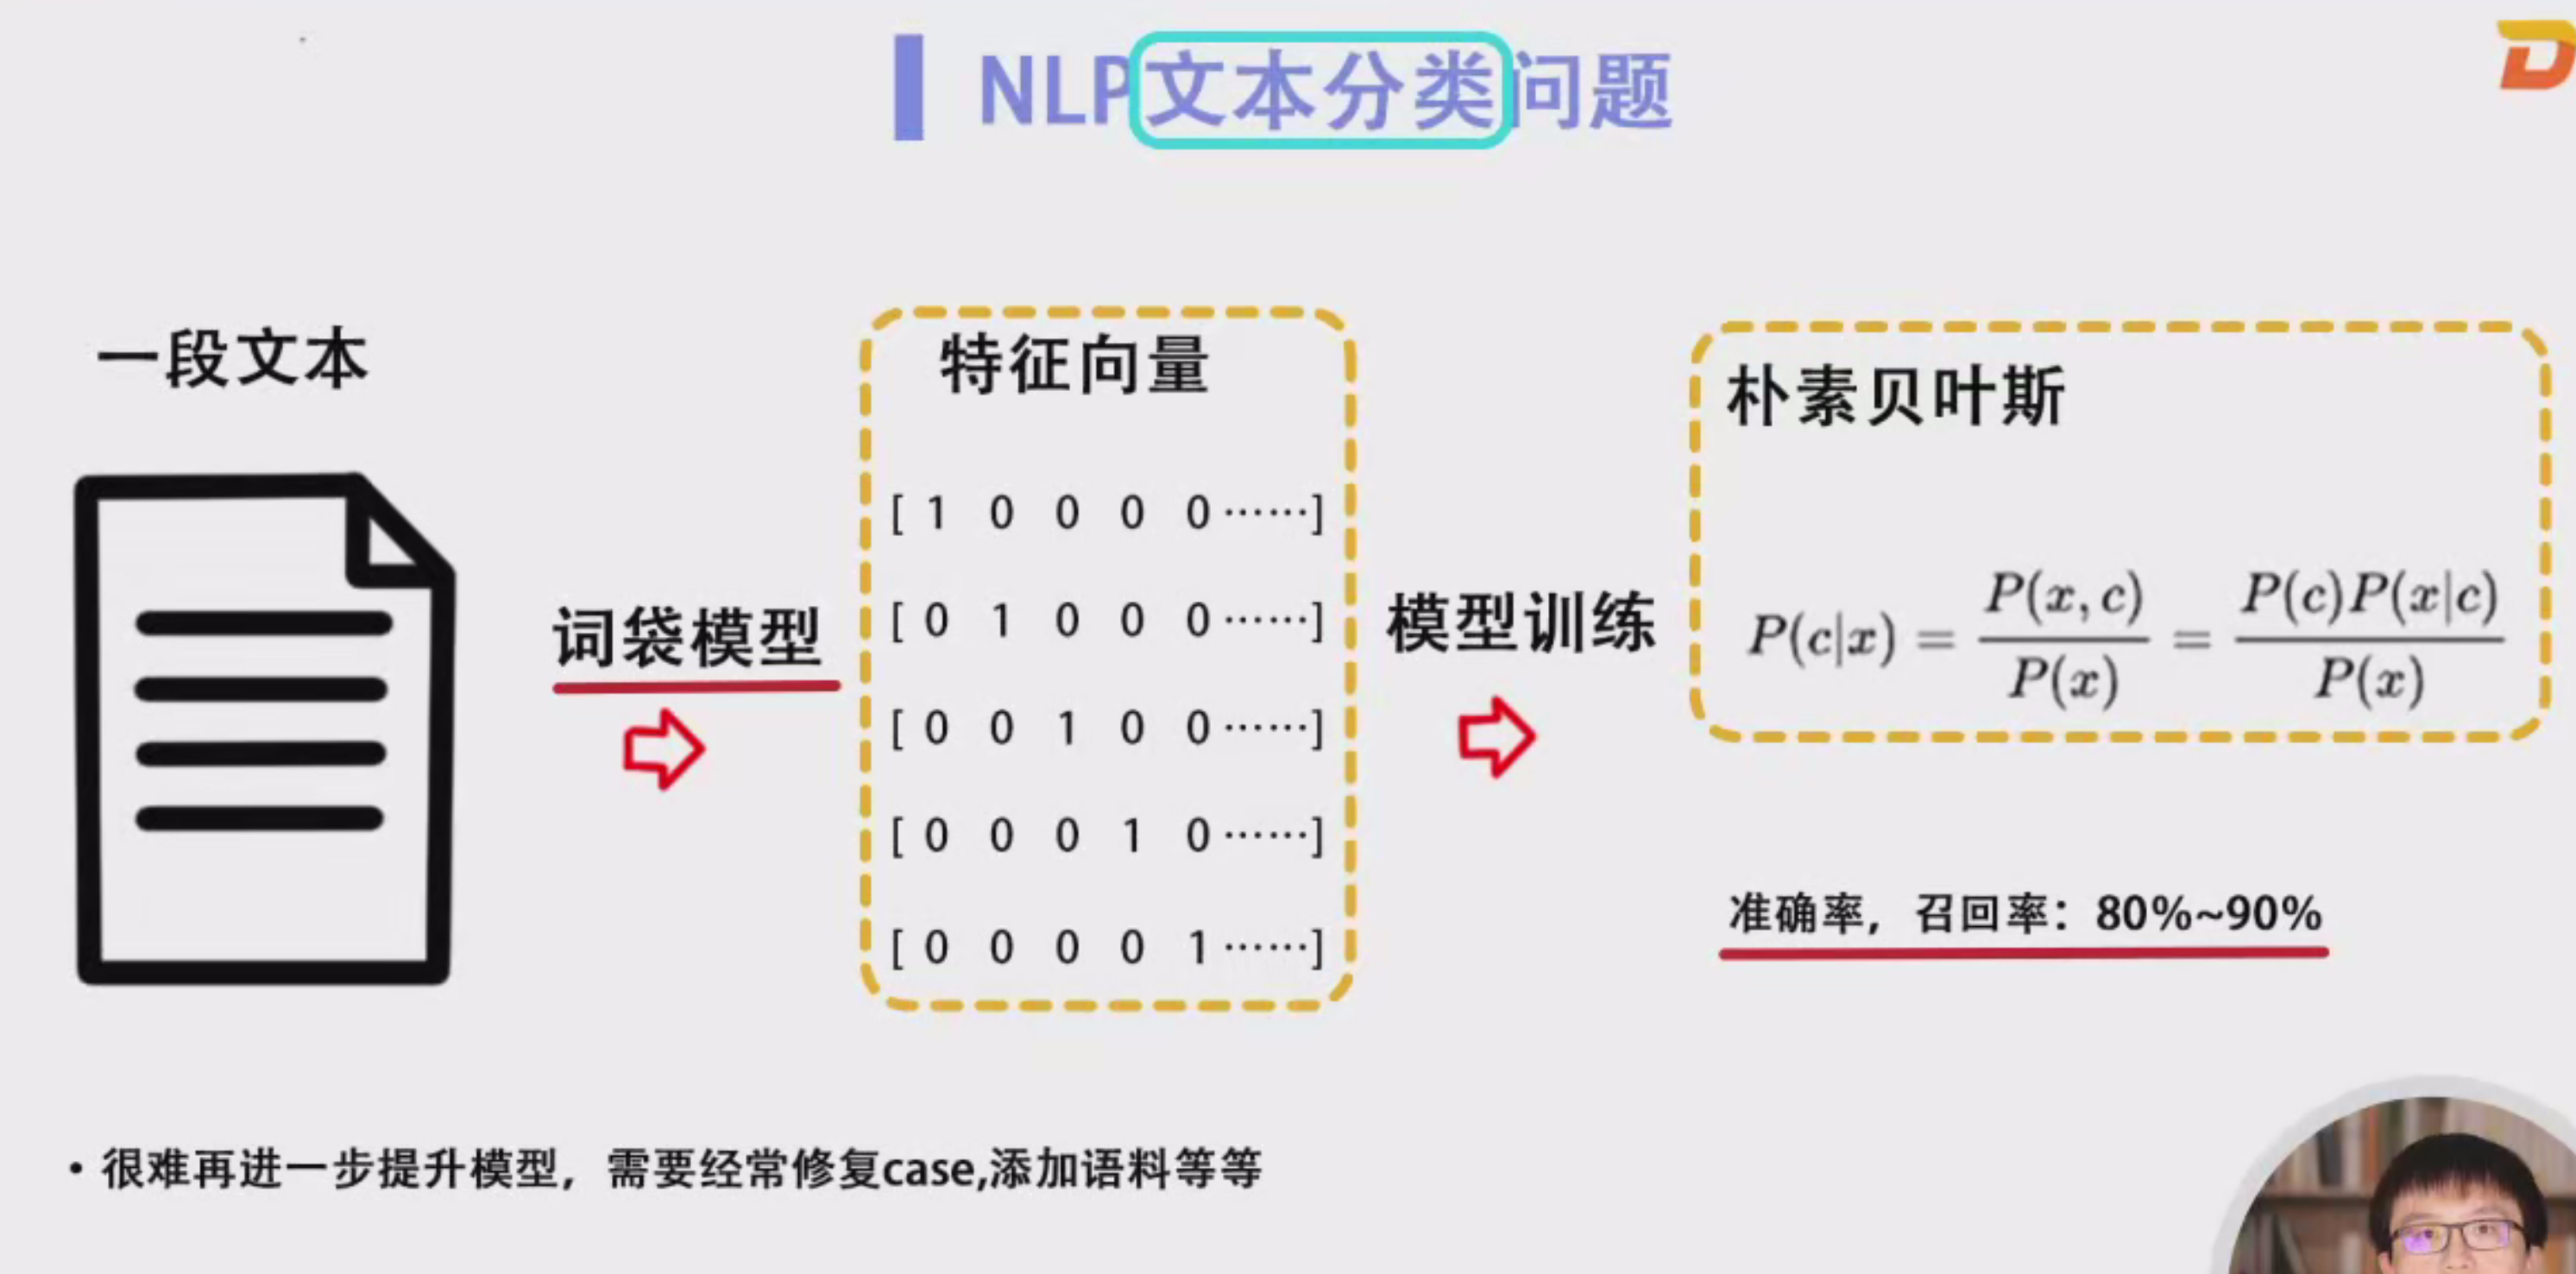 NLP文本分类问题
一段文本
词袋模型
特征向量
[ 1 0 0 0 0 ……]
[ 0 1 0 0 0 ……]
[ 0 0 1 0 0 ……]
[ 0 0 0 1 0 ……]
[ 0 0 0 0 1 ……]
模型训练
朴素贝叶斯
P(c|x) = P(x, c) / P(x) = P(c)P(x|c) / P(x)
准确率，召回率：80%~90%
• 很难再进一步提升模型，需要经常修复case,添加语料等等